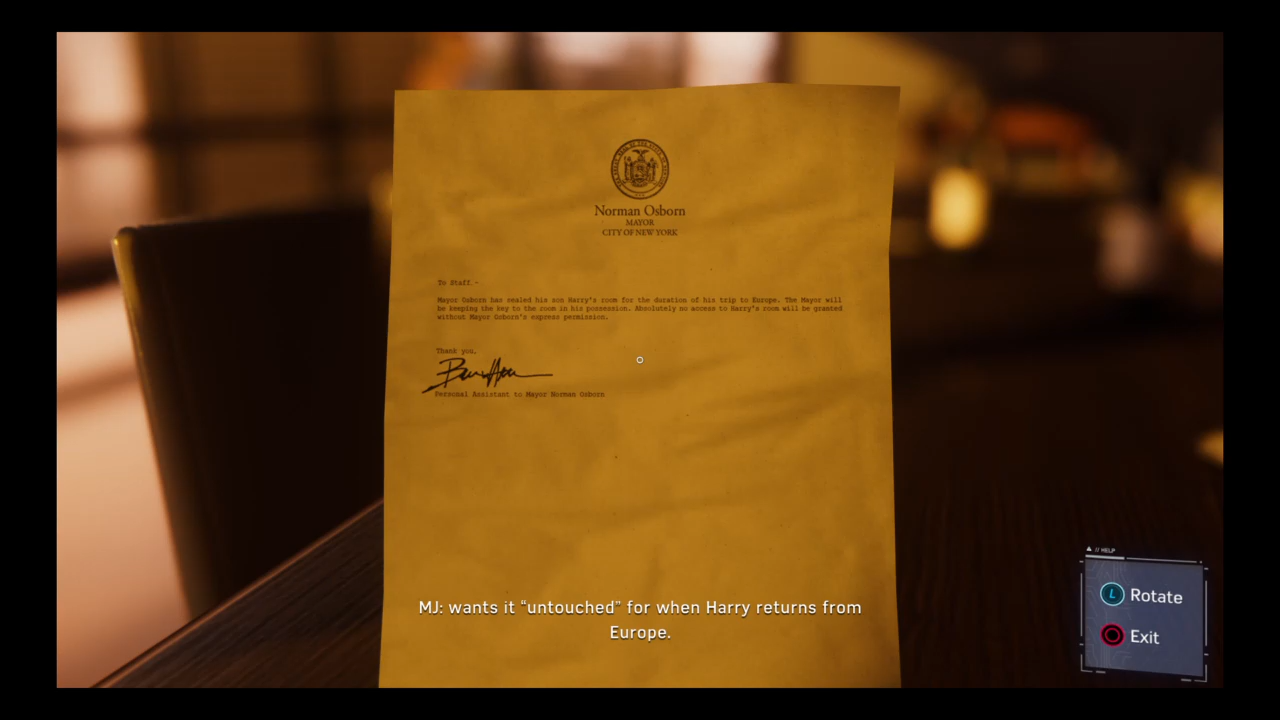 Norman Osborn
MAYOR
CITY OF NEW YORK
To Staff -
Mayor Osborn has sealed his son Harry's room for the duration of his trip to Europe. The Mayor will
be keeping the key to the room in his possession. Absolutely no access to Harry's room will be granted
without Mayor Osborn's express permission.
Thank you,
Personal Assistant to Mayor Norman Osborn
MJ: wants it “untouched” for when Harry returns from
Europe.
// HELP
L Rotate
Exit